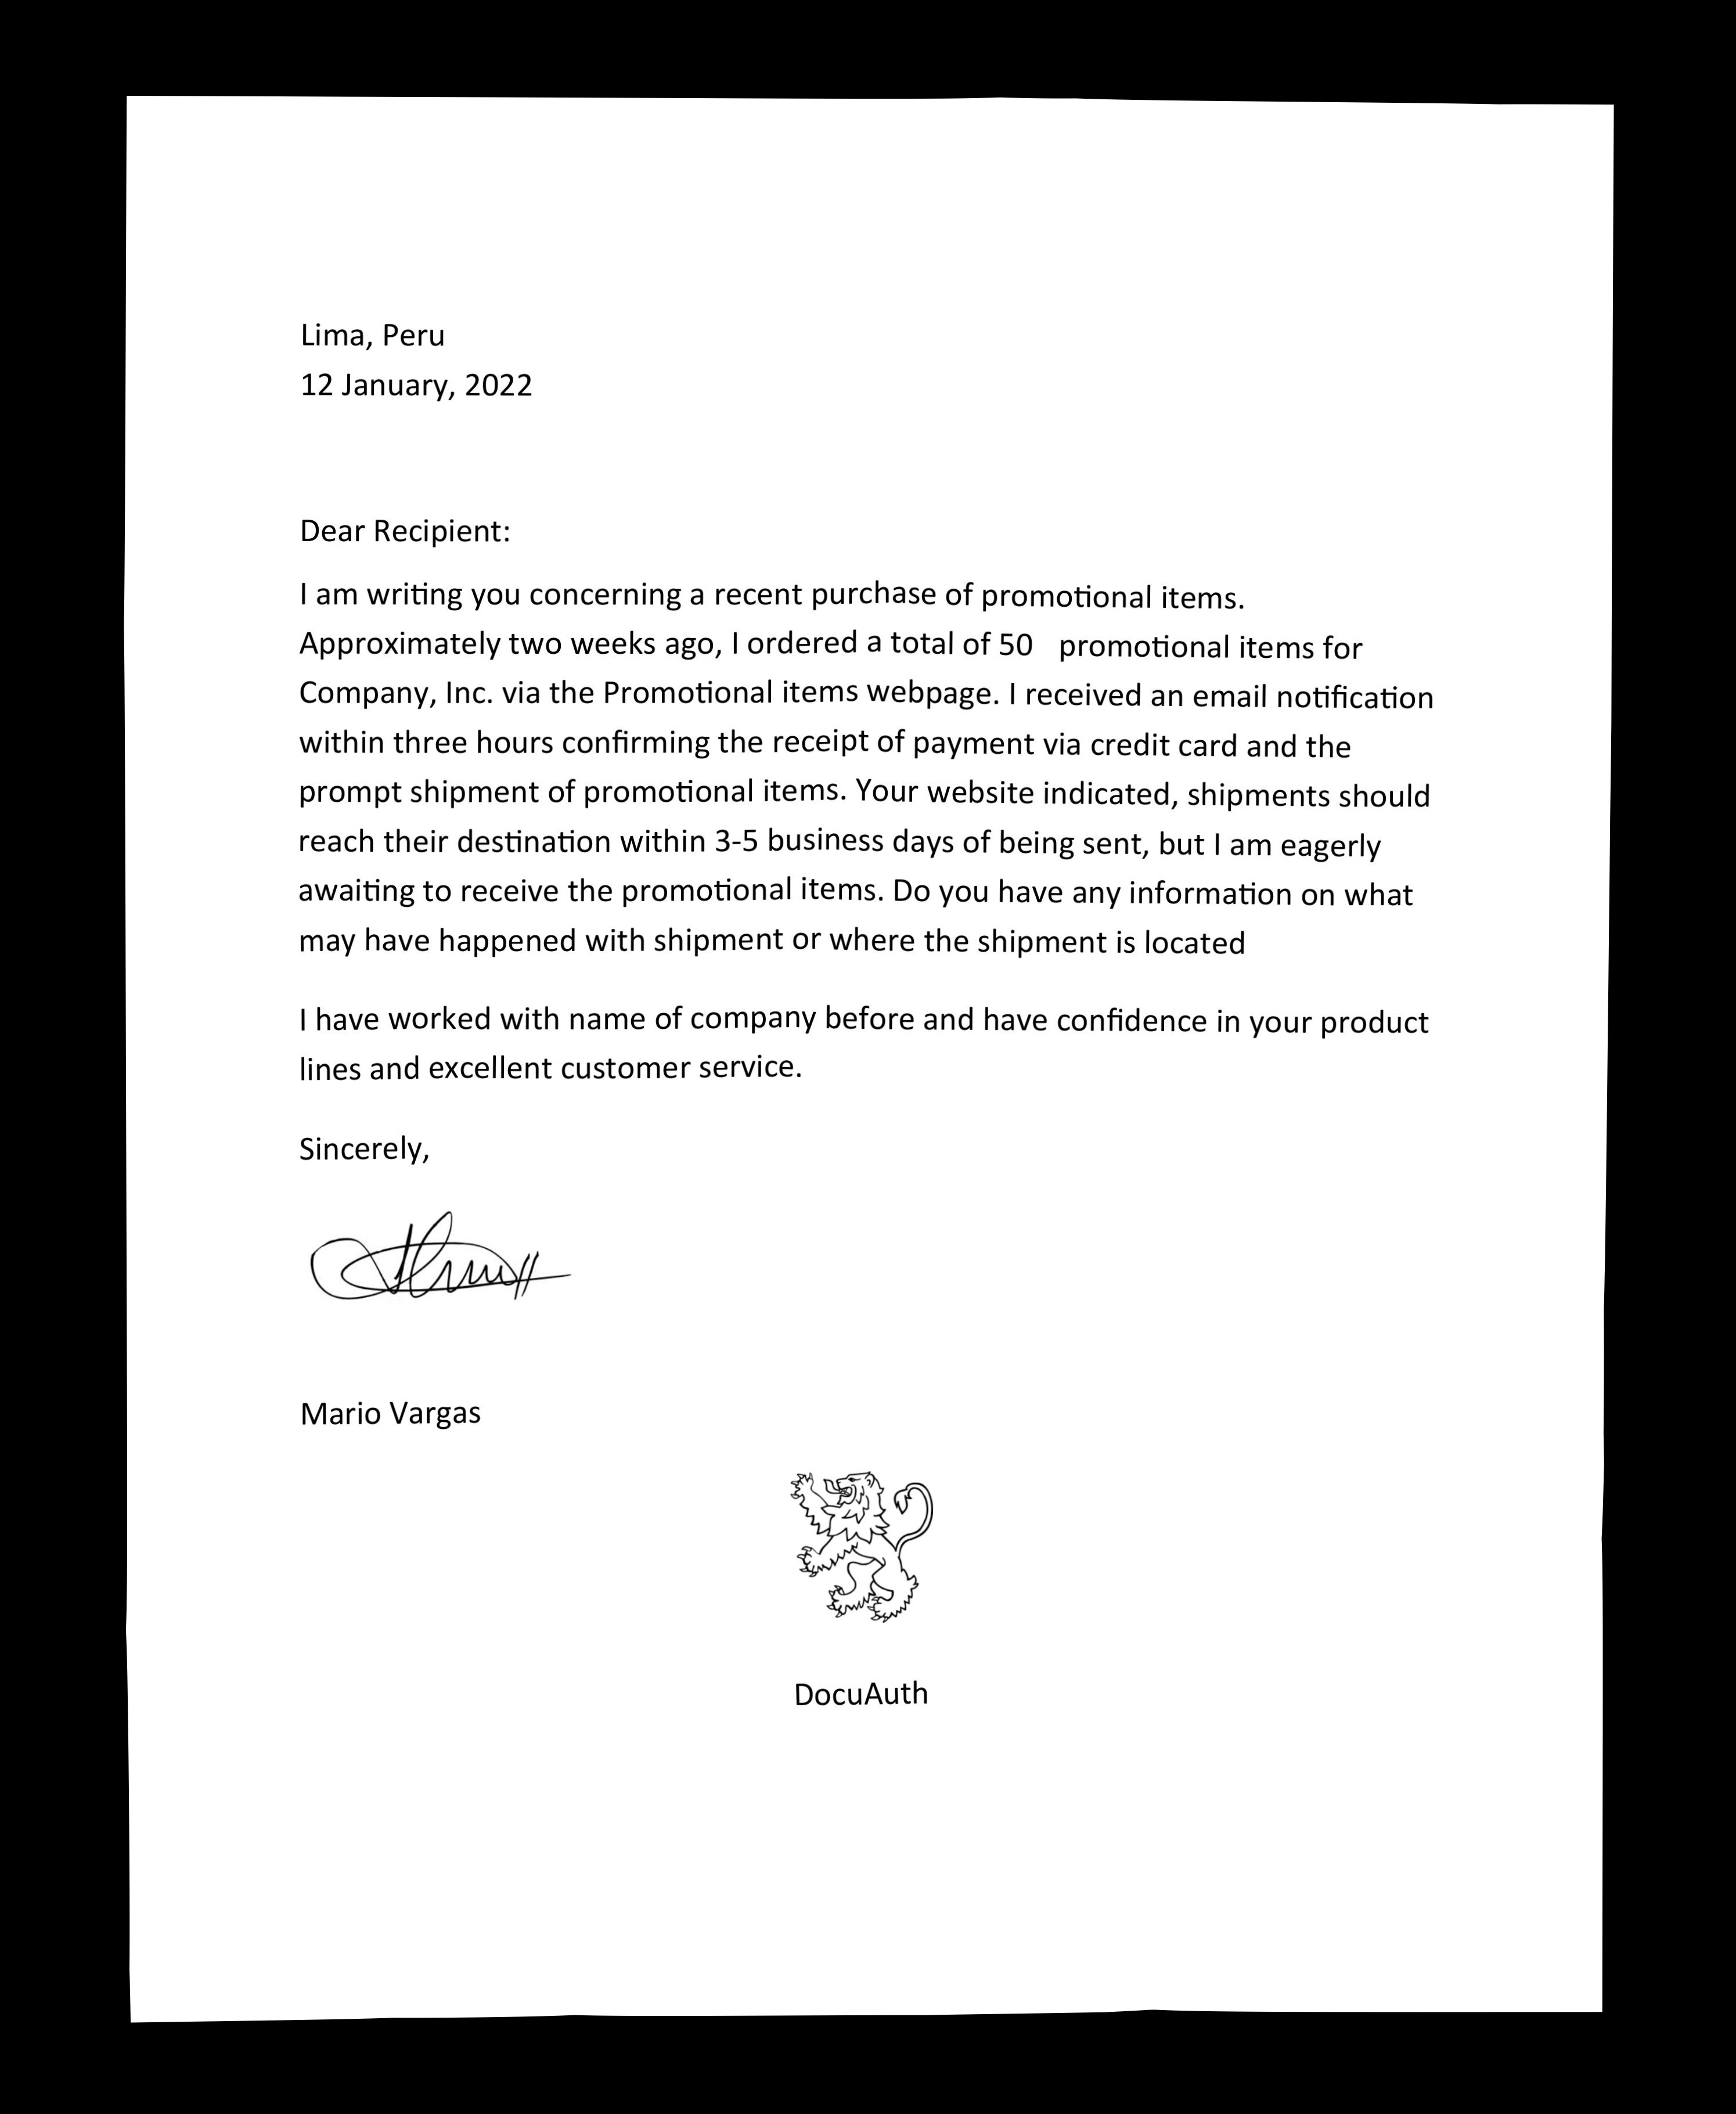 Lima, Peru
12 January, 2022
Dear Recipient:
I am writing you concerning a recent purchase of promotional items.
Approximately two weeks ago, I ordered a total of 50 promotional items for
Company, Inc. via the Promotional items webpage. I received an email notification
within three hours confirming the receipt of payment via credit card and the
prompt shipment of promotional items. Your website indicated, shipments should
reach their destination within 3-5 business days of being sent, but I am eagerly
awaiting to receive the promotional items. Do you have any information on what
may have happened with shipment or where the shipment is located
I have worked with name of company before and have confidence in your product
lines and excellent customer service.
Sincerely,
Mario Vargas
DocuAuth